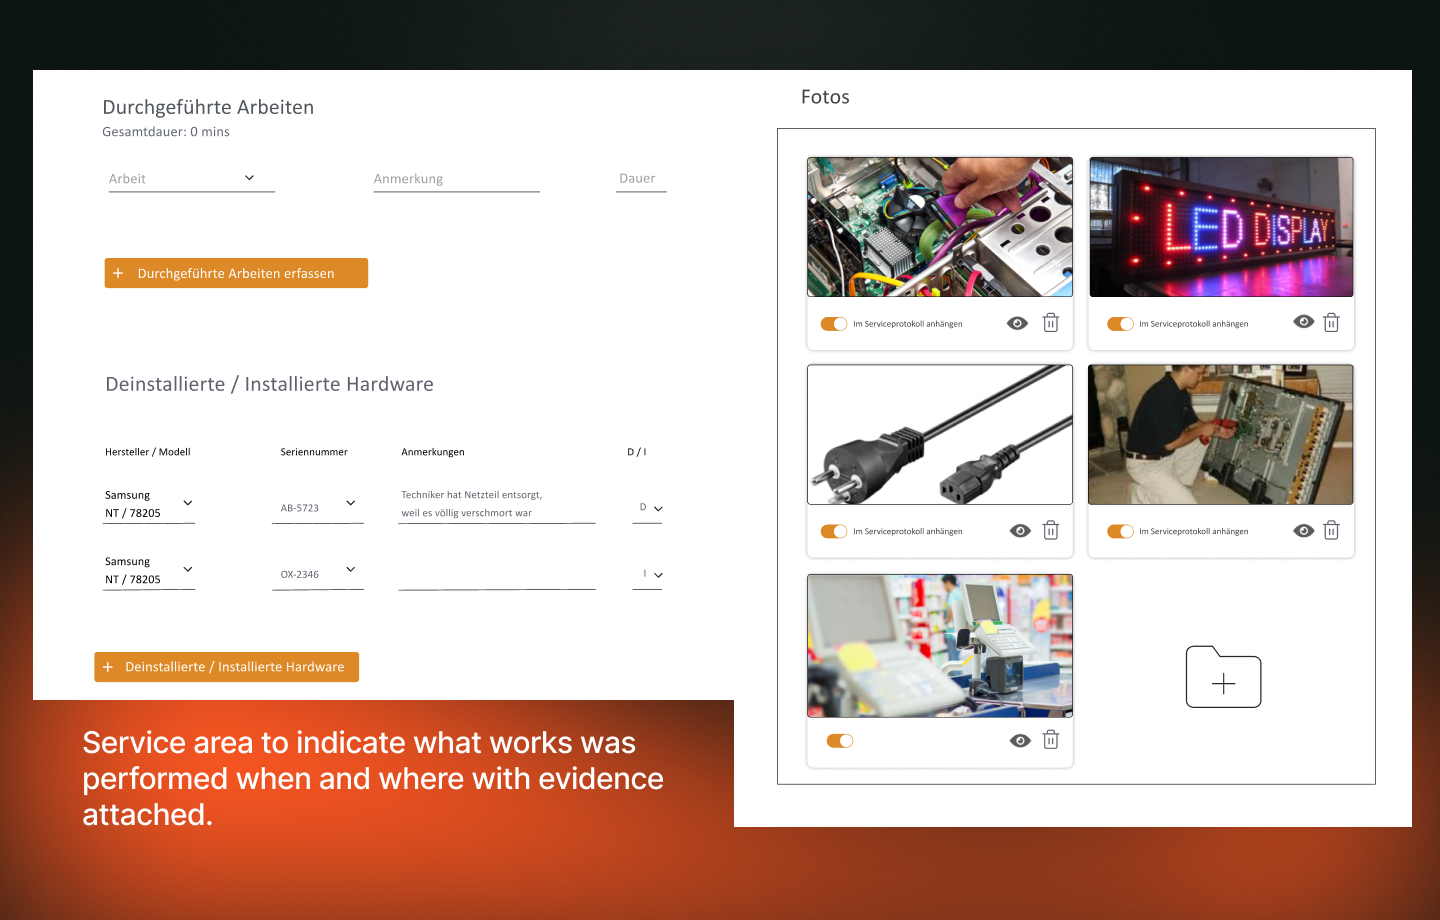 Durchgeführte Arbeiten
Gesamtdauer: 0 mins
Arbeit
Anmerkung
Dauer
+ Durchgeführte Arbeiten erfassen
Deinstallierte / Installierte Hardware
Hersteller / Modell
Seriennummer
Anmerkungen
D / I
Samsung
NT / 78205
AB-5723
Techniker hat Netzteil entsorgt,
weil es völlig verschmort war
D
Samsung
NT / 78205
OX-2346
I
+ Deinstallierte / Installierte Hardware
Service area to indicate what works was
performed when and where with evidence
attached.
Fotos
LED DISPLAY
Im Serviceprotokoll anhängen
Im Serviceprotokoll anhängen
Im Serviceprotokoll anhängen
Im Serviceprotokoll anhängen